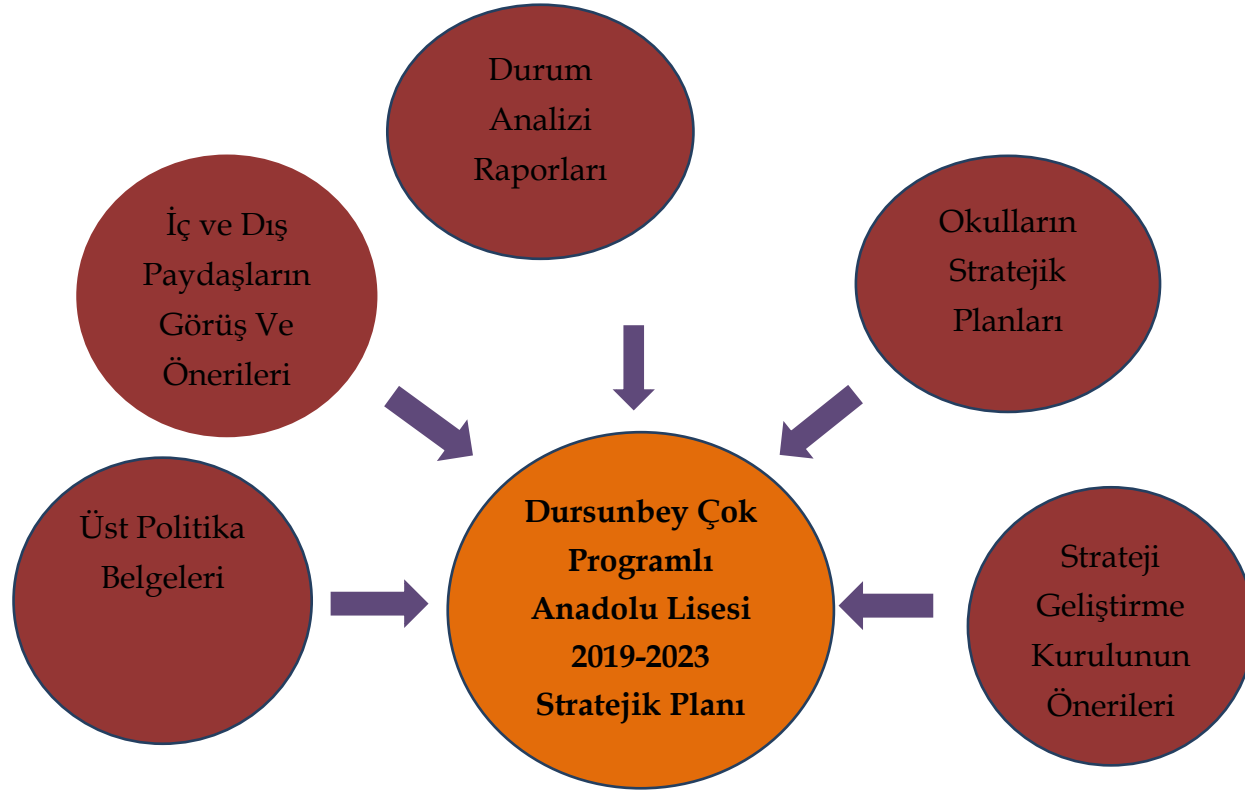 Durum
Analizi
Raporları
İç ve Dış
Paydaşların
Görüş Ve
Önerileri
Okulların
Stratejik
Planları
Üst Politika
Belgeleri
Dursunbey Çok
Programlı
Anadolu Lisesi
2019-2023
Stratejik Planı
Strateji
Geliştirme
Kurulunun
Önerileri